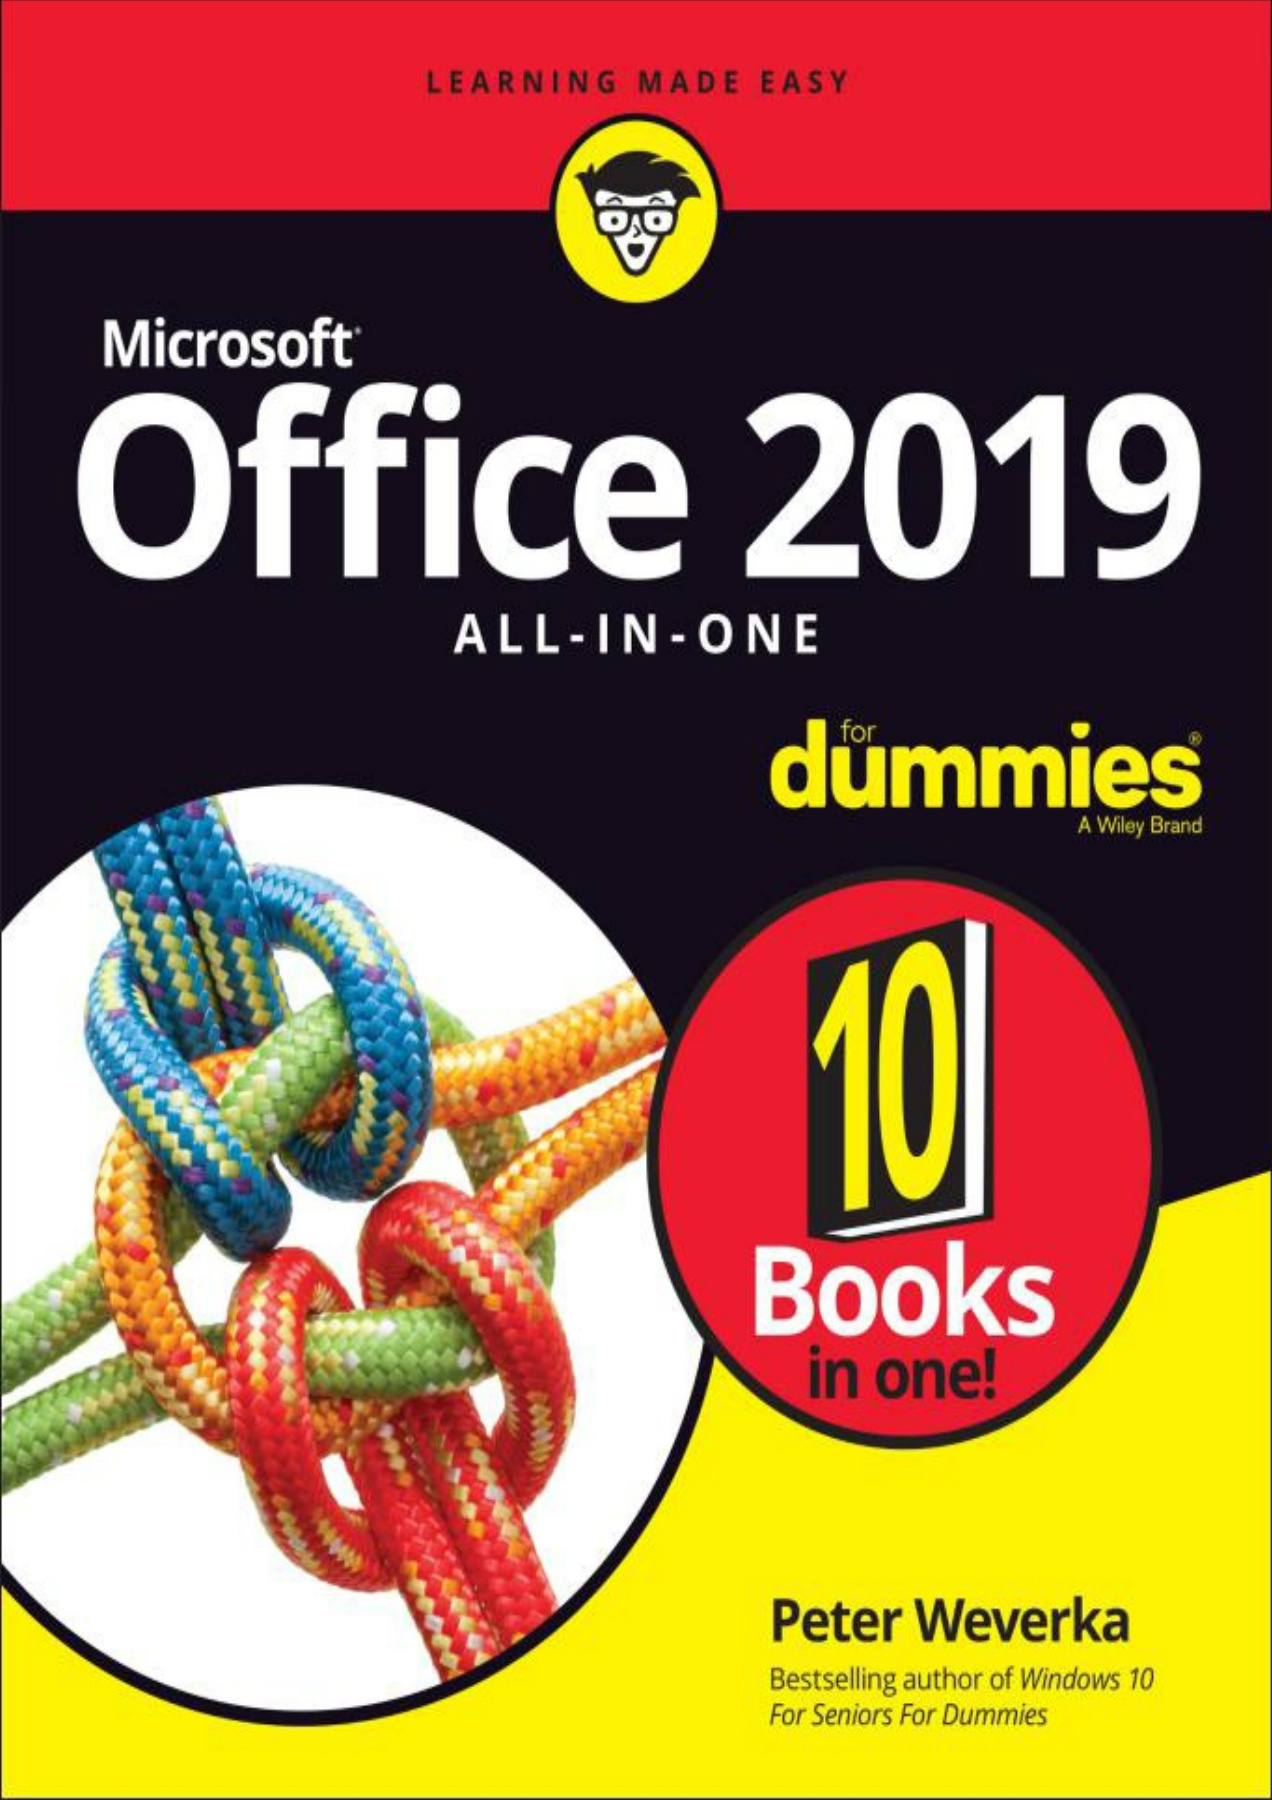 LEARNING MADE EASY
Microsoft®
Office 2019
ALL-IN-ONE
for
dummies®
A Wiley Brand
10
Books
in one!
Peter Weverka
Bestselling author of Windows 10
For Seniors For Dummies